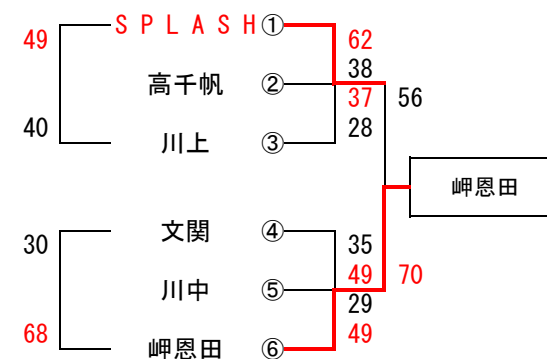 49 SPLASH① 62
38
高千帆 ② 37 56
40 川上 ③ 28
岬恩田
30 文関 ④ 35
49 70
川中 ⑤ 29
68 岬恩田 ⑥ 49